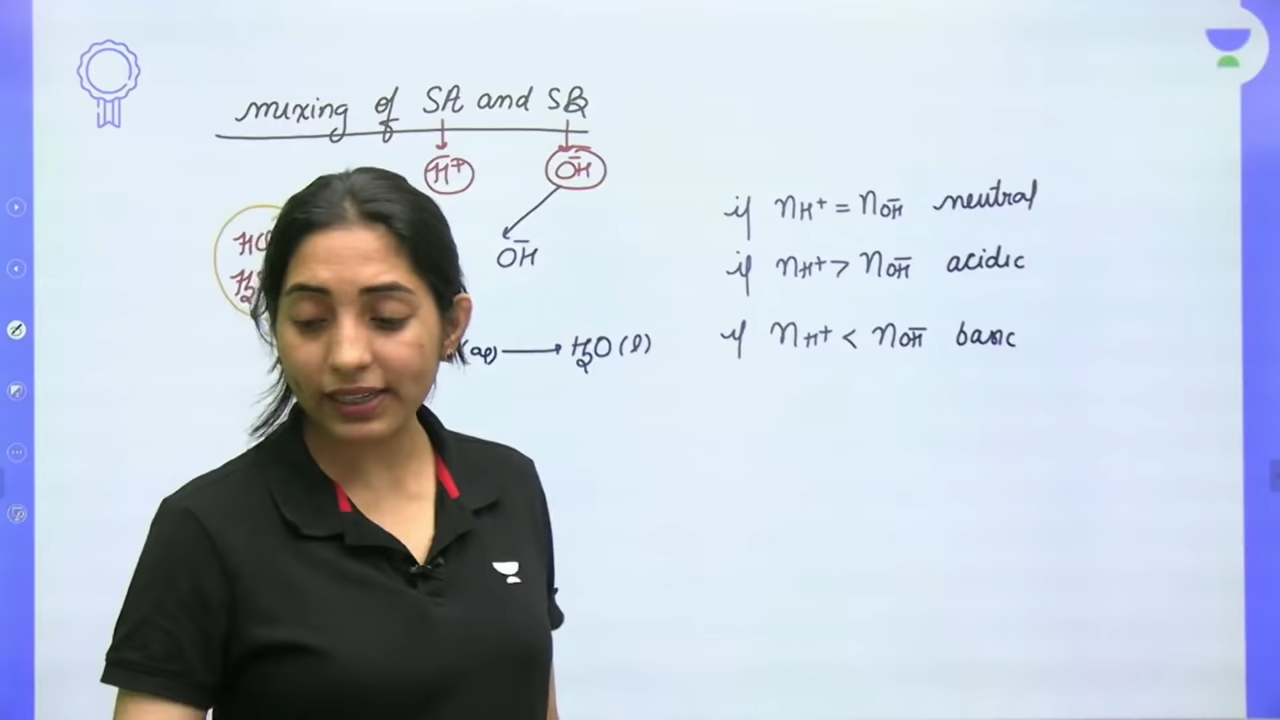 mixing of SA and SB
H⁺ OH⁻
OH⁻
(aq) ⟶ H₂O(l)
if nH⁺ = nOH⁻ neutral
if nH⁺ > nOH⁻ acidic
if nH⁺ < nOH⁻ basic